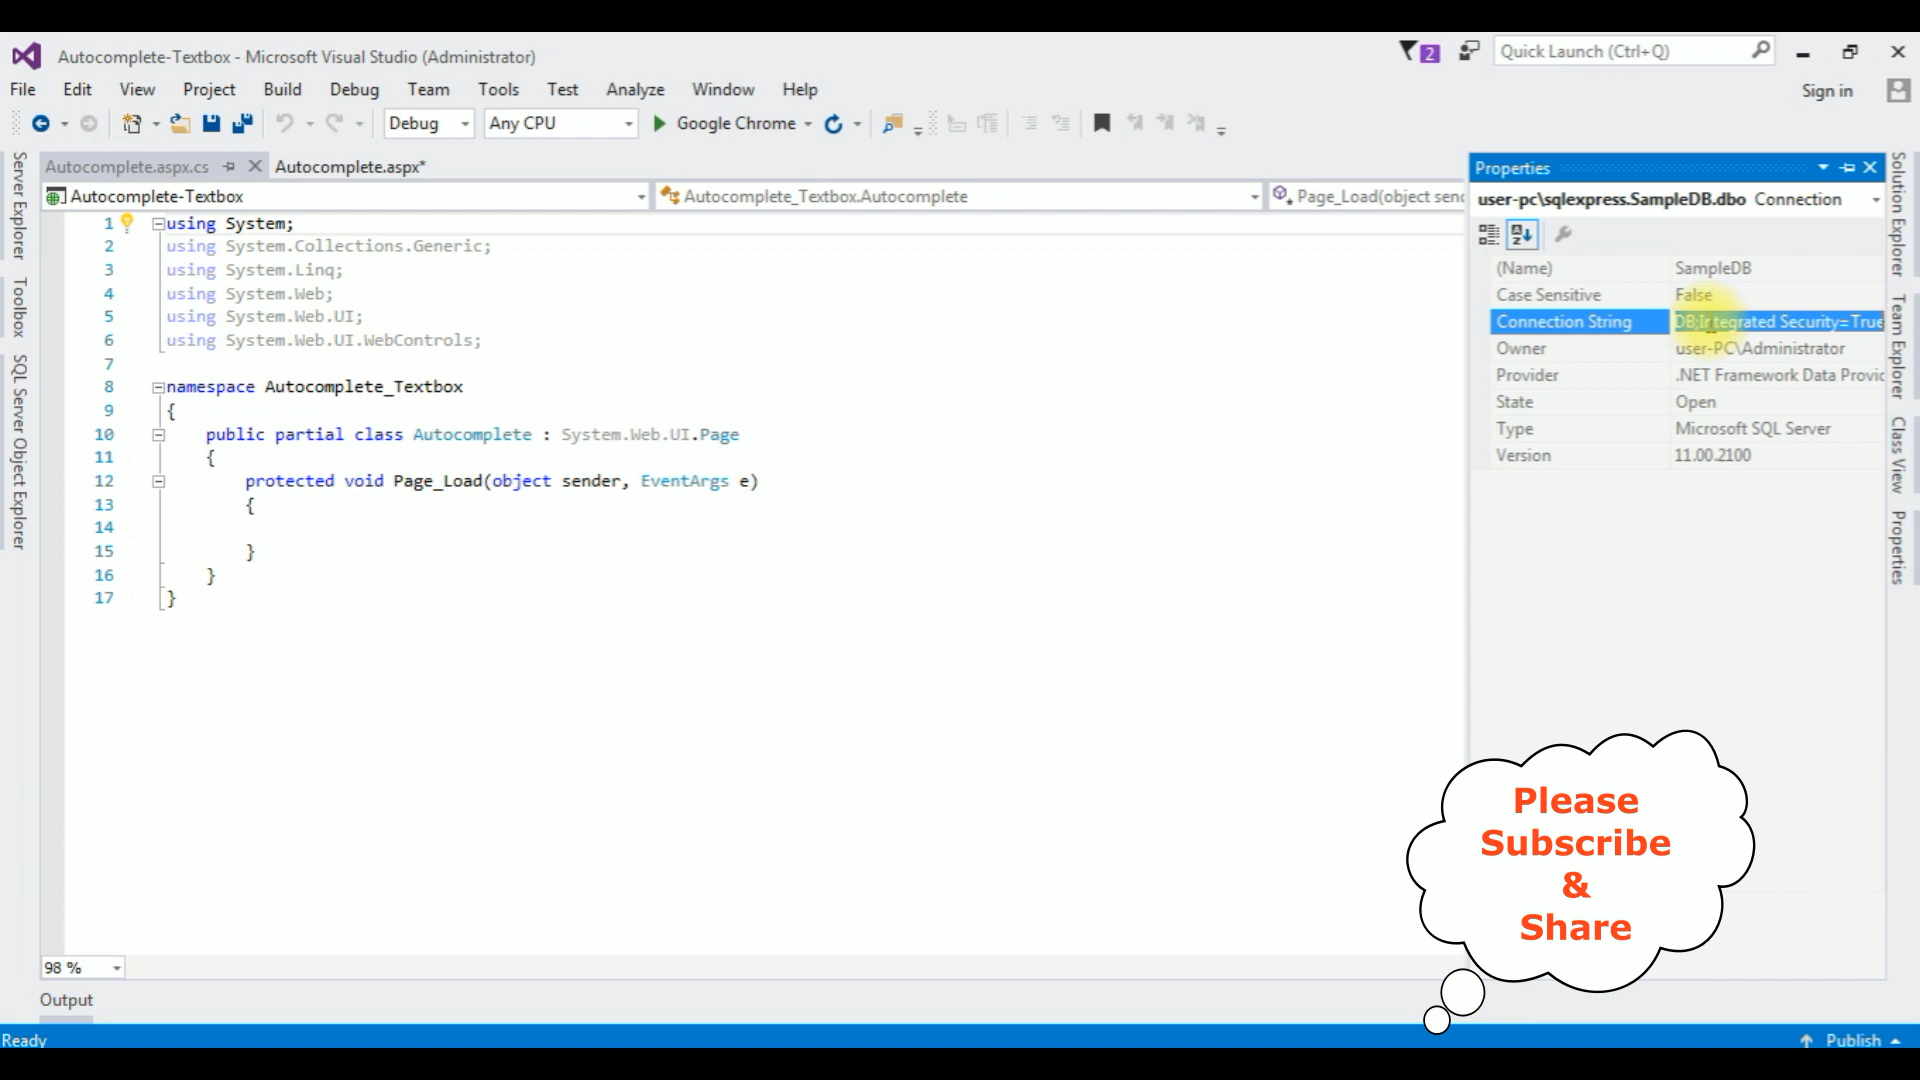 Autocomplete-Textbox - Microsoft Visual Studio (Administrator)
2
Quick Launch (Ctrl+Q)
File Edit View Project Build Debug Team Tools Test Analyze Window Help
Sign in
Debug Any CPU Google Chrome
Server Explorer
Toolbox
SQL Server Object Explorer
Autocomplete.aspx.cs Autocomplete.aspx*
Autocomplete-Textbox Autocomplete_Textbox.Autocomplete Page_Load(object send
1 using System;
2 using System.Collections.Generic;
3 using System.Linq;
4 using System.Web;
5 using System.Web.UI;
6 using System.Web.UI.WebControls;
7
8 namespace Autocomplete_Textbox
9 {
10 public partial class Autocomplete : System.Web.UI.Page
11 {
12 protected void Page_Load(object sender, EventArgs e)
13 {
14
15 }
16 }
17 }
98 %
Output
Ready
Properties
user-pc\sqlexpress.SampleDB.dbo Connection
(Name) SampleDB
Case Sensitive False
Connection String DB;Integrated Security=True
Owner user-PC\Administrator
Provider .NET Framework Data Provic
State Open
Type Microsoft SQL Server
Version 11.00.2100
Solution Explorer
Team Explorer
Class View
Properties
Please
Subscribe
&
Share
Publish